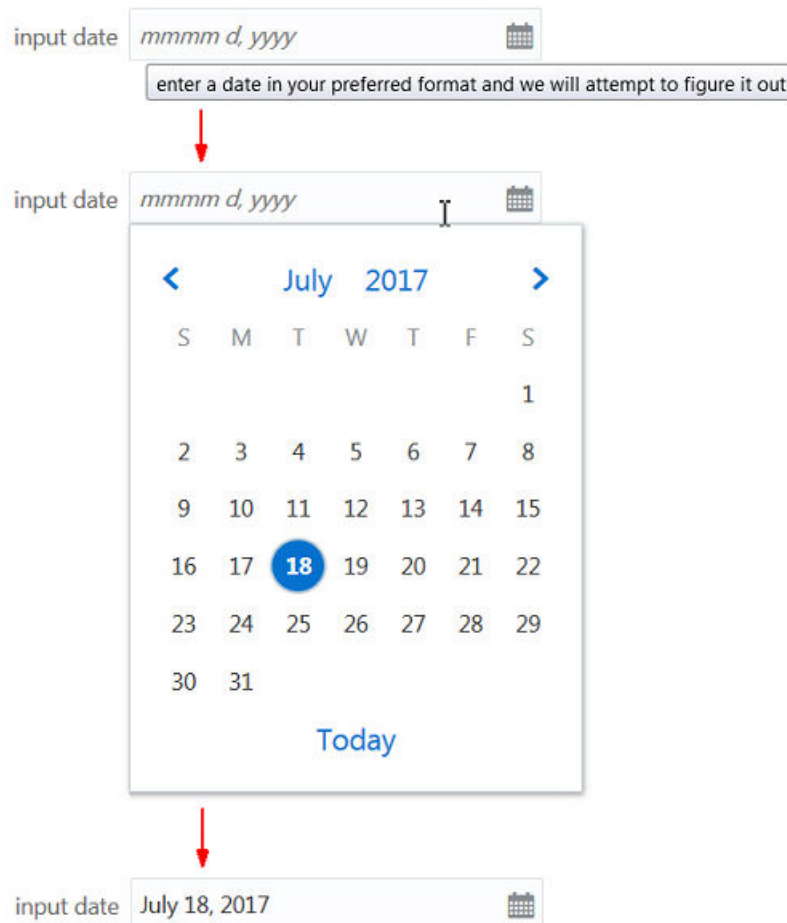 input date mmmm d, yyyy
enter a date in your preferred format and we will attempt to figure it out
input date mmmm d, yyyy
July 2017
S M T W T F S
1
2 3 4 5 6 7 8
9 10 11 12 13 14 15
16 17 18 19 20 21 22
23 24 25 26 27 28 29
30 31
Today
input date July 18, 2017